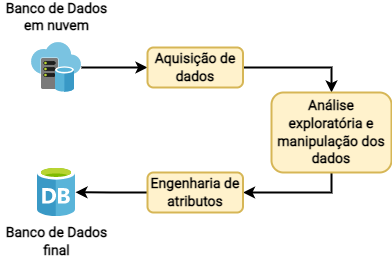 Banco de Dados
em nuvem
Aquisição de
dados
Análise
exploratória e
manipulação dos
dados
Engenharia de
atributos
DB
Banco de Dados
final